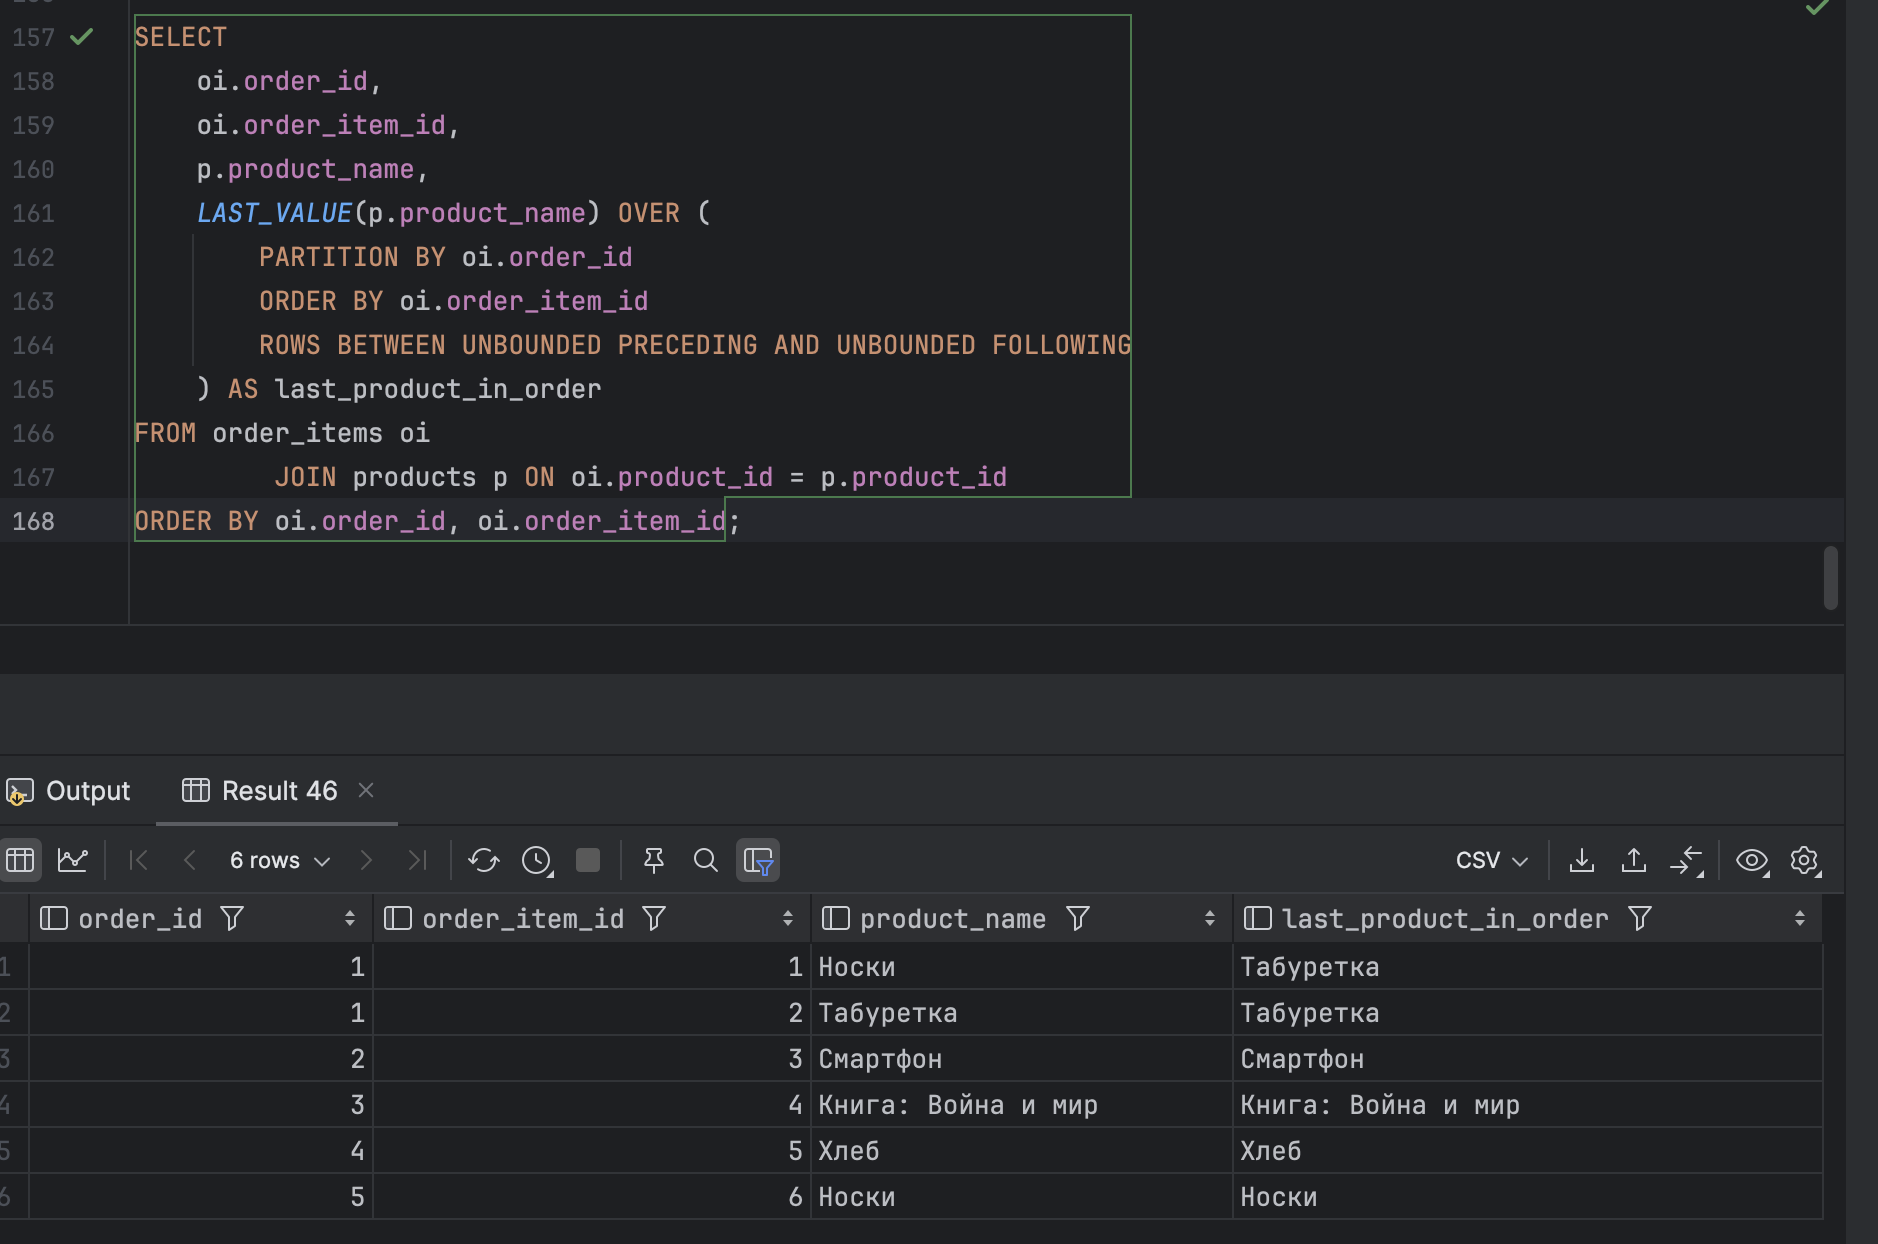 157 SELECT
158 oi.order_id,
159 oi.order_item_id,
160 p.product_name,
161 LAST_VALUE(p.product_name) OVER (
162 PARTITION BY oi.order_id
163 ORDER BY oi.order_item_id
164 ROWS BETWEEN UNBOUNDED PRECEDING AND UNBOUNDED FOLLOWING
165 ) AS last_product_in_order
166 FROM order_items oi
167 JOIN products p ON oi.product_id = p.product_id
168 ORDER BY oi.order_id, oi.order_item_id;
Output Result 46
6 rows CSV
order_id order_item_id product_name last_product_in_order
1 1 1 Носки Табуретка
2 1 2 Табуретка Табуретка
3 2 3 Смартфон Смартфон
4 3 4 Книга: Война и мир Книга: Война и мир
5 4 5 Хлеб Хлеб
6 5 6 Носки Носки